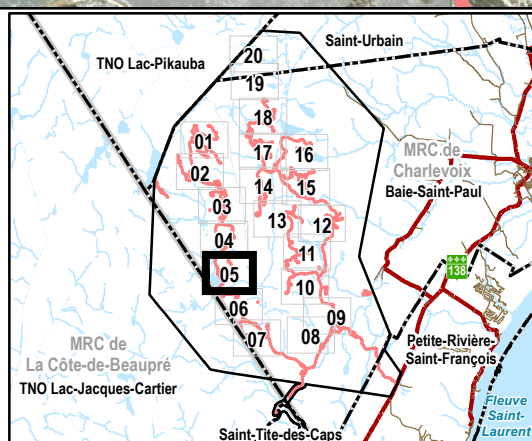 Saint-Urbain
TNO Lac-Pikauba
20
19
18
01
17
16
MRC de
Charlevoix
Baie-Saint-Paul
02
14
15
03
13
12
04
11
05
138
10
06
09
07
08
MRC de
La Côte-de-Beaupré
TNO Lac-Jacques-Cartier
Petite-Rivière-
Saint-François
Fleuve
Saint-
Laurent
Saint-Tite-des-Caps